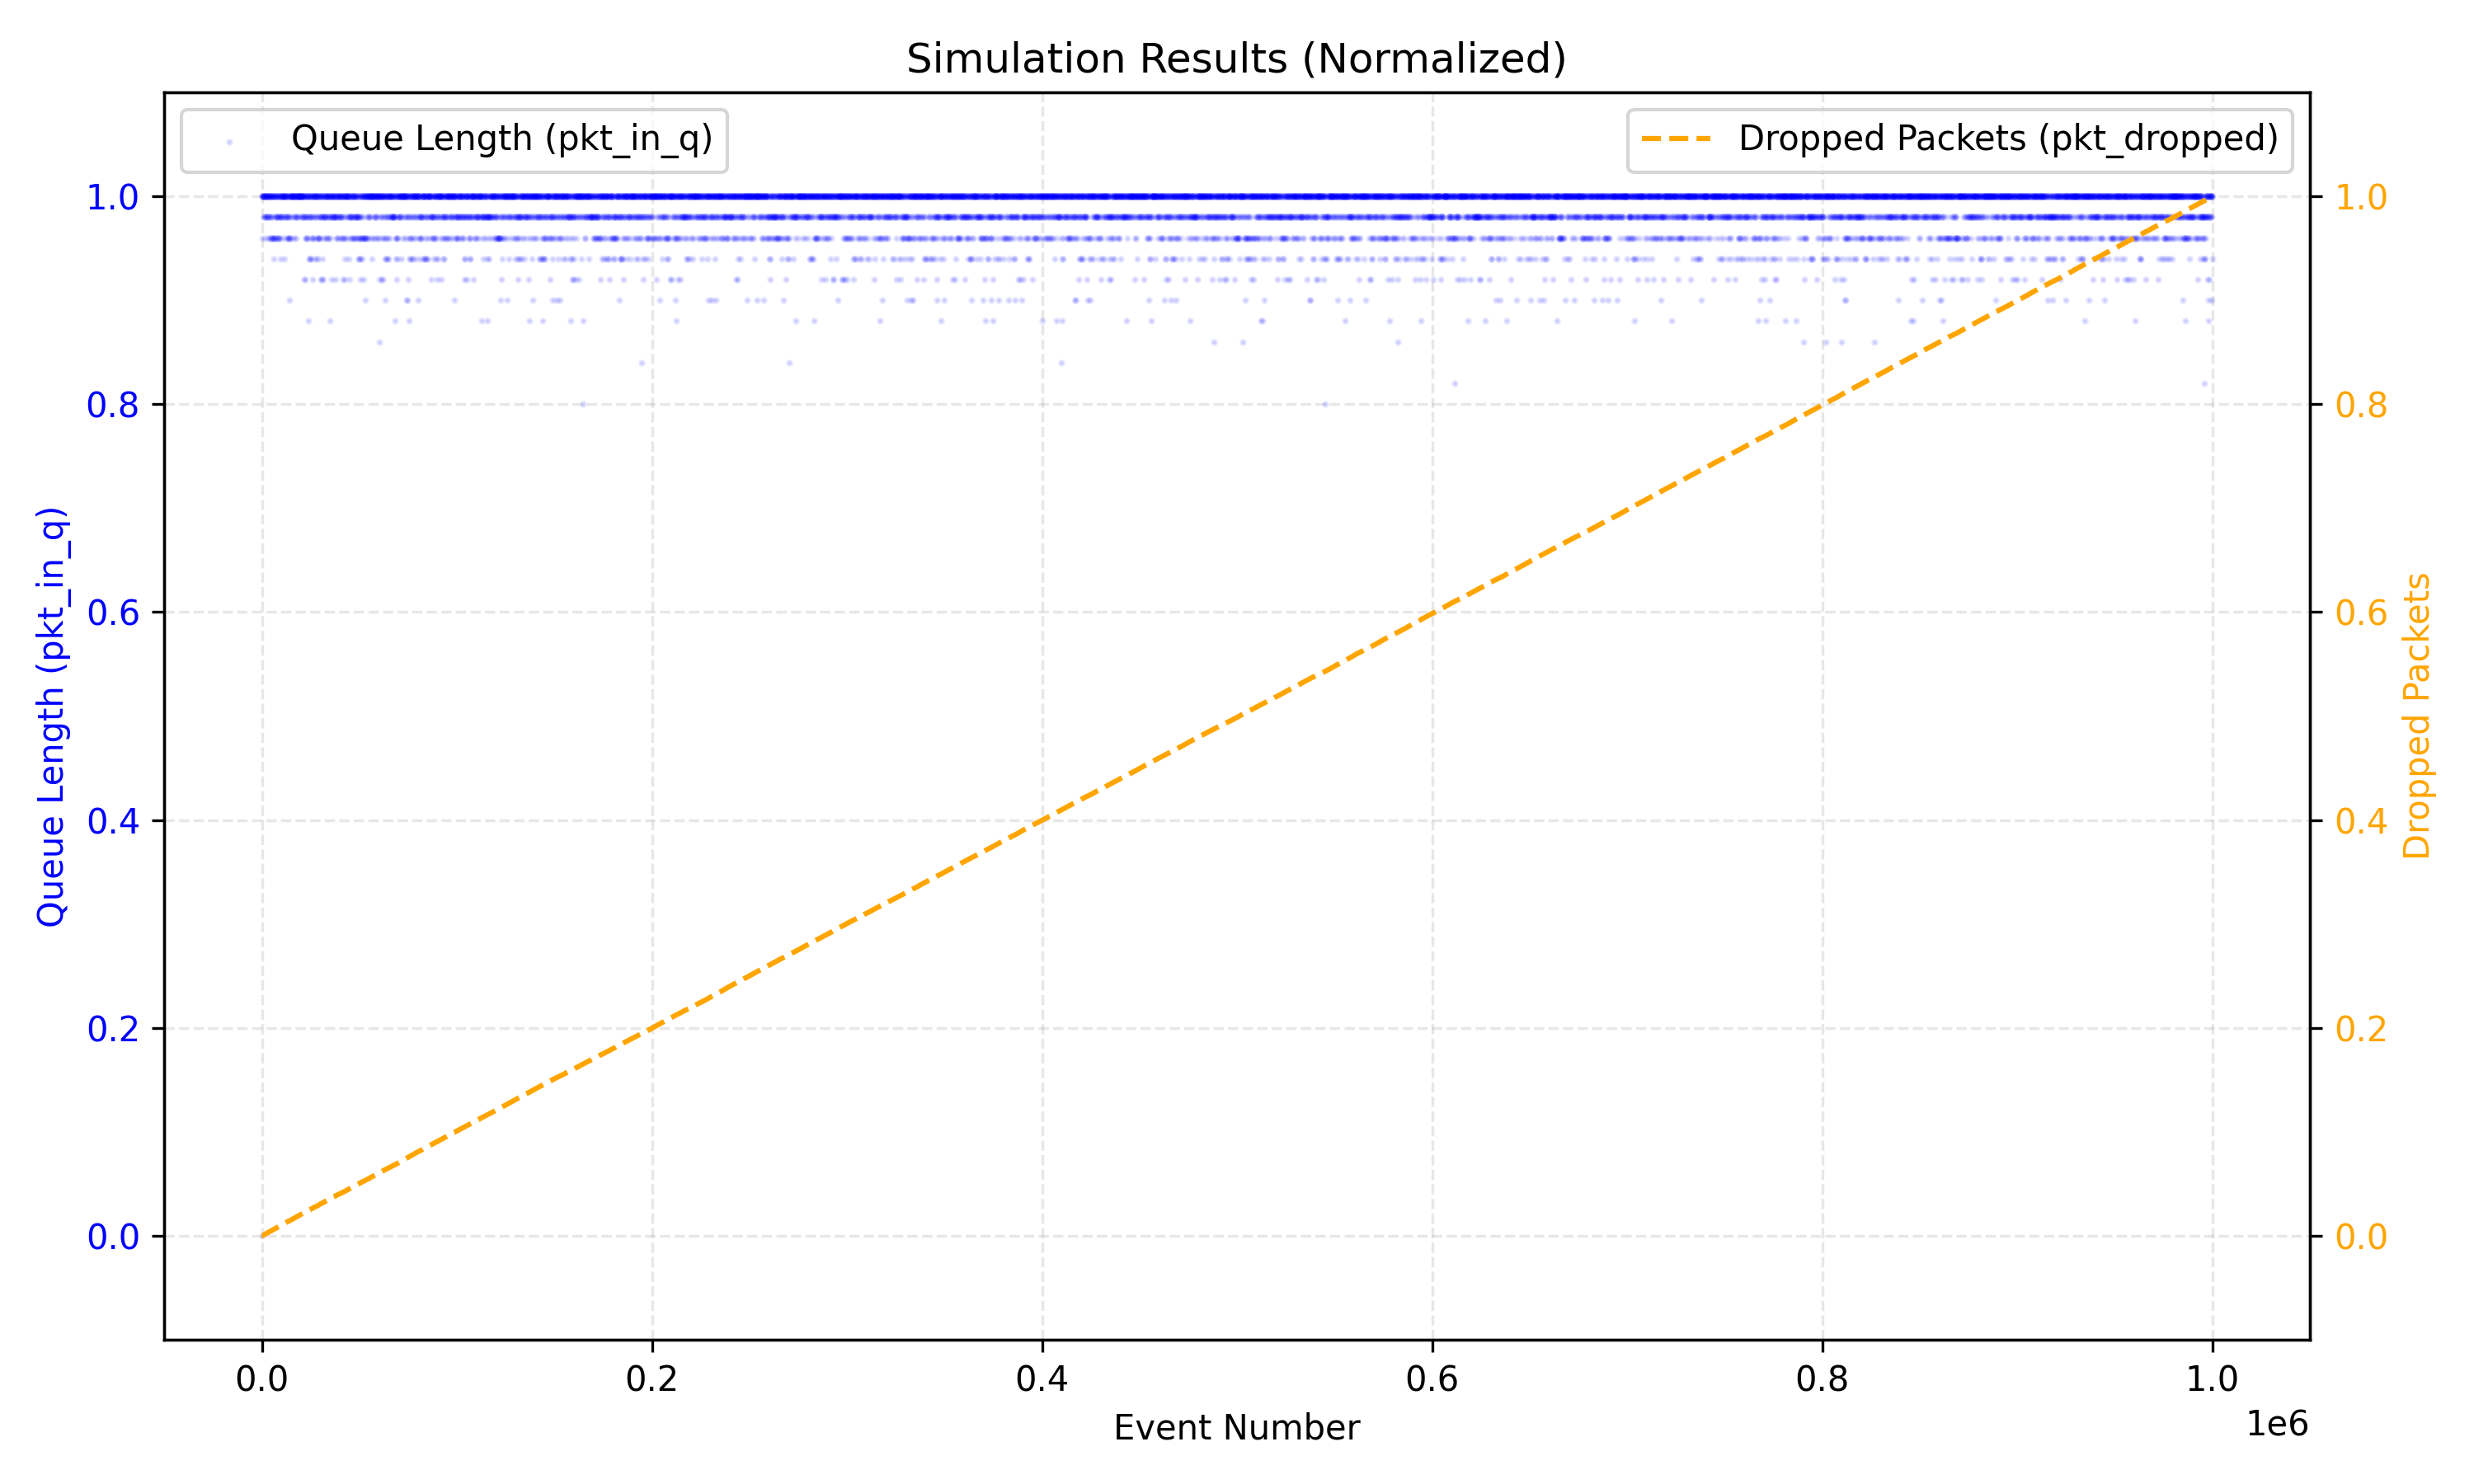 Simulation Results (Normalized)
Queue Length (pkt_in_q)
Dropped Packets (pkt_dropped)
1.0
0.8
0.6
0.4
0.2
0.0
Queue Length (pkt_in_q)
1.0
0.8
0.6
0.4
0.2
0.0
Dropped Packets
0.0 0.2 0.4 0.6 0.8 1.0
1e6
Event Number